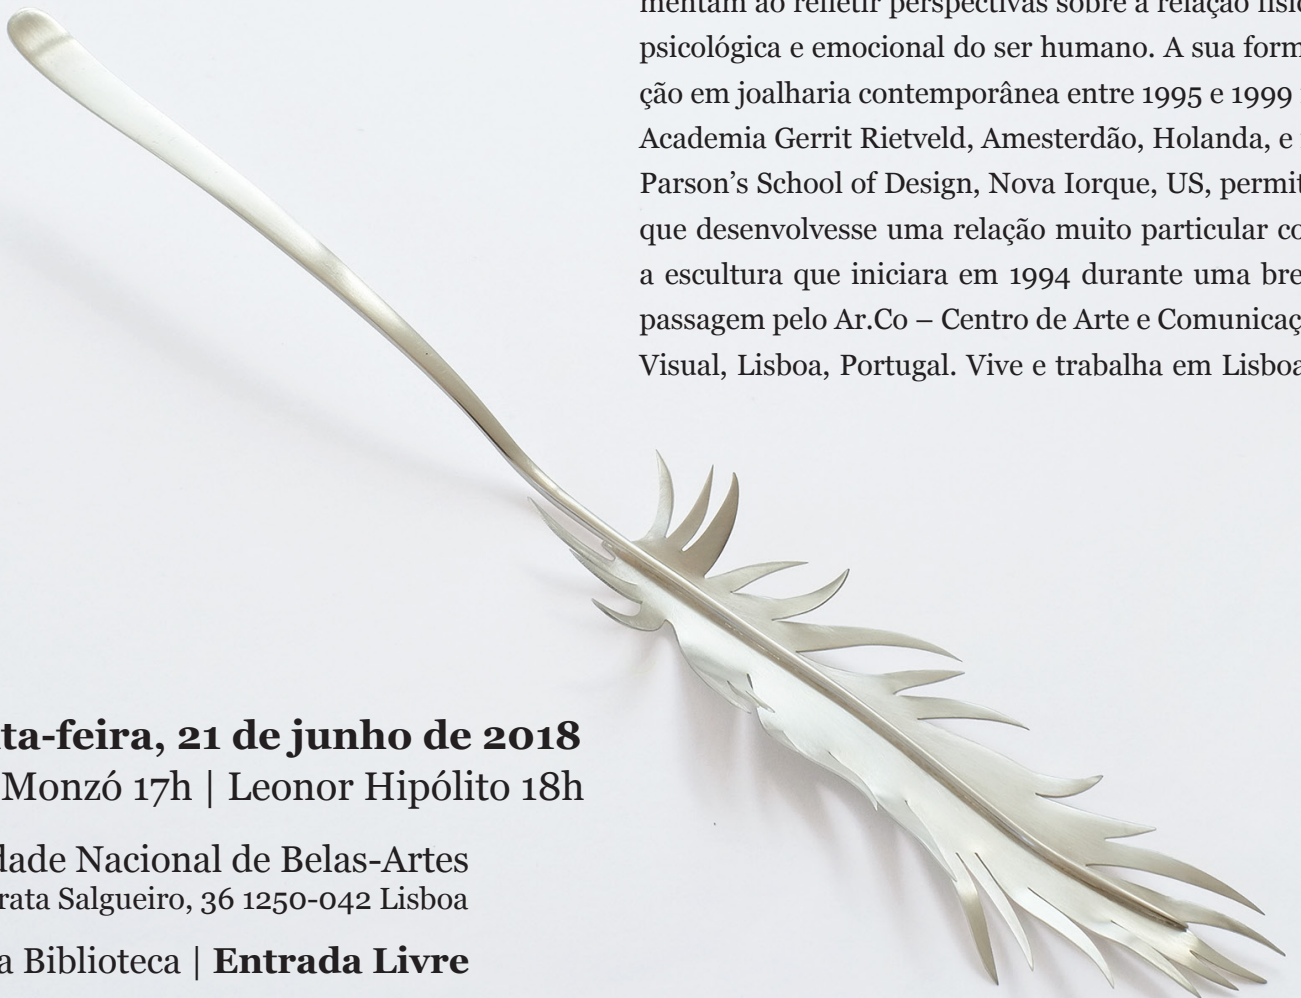 mentam ao refletir perspectivas sobre a relação físic
psicológica e emocional do ser humano. A sua form
ção em joalharia contemporânea entre 1995 e 1999
Academia Gerrit Rietveld, Amesterdão, Holanda, e
Parson’s School of Design, Nova Iorque, US, permit
que desenvolvesse uma relação muito particular co
a escultura que iniciara em 1994 durante uma bre
passagem pelo Ar.Co – Centro de Arte e Comunicaç
Visual, Lisboa, Portugal. Vive e trabalha em Lisboa
ta-feira, 21 de junho de 2018
Monzó 17h | Leonor Hipólito 18h
dade Nacional de Belas-Artes
rata Salgueiro, 36 1250-042 Lisboa
a Biblioteca | Entrada Livre